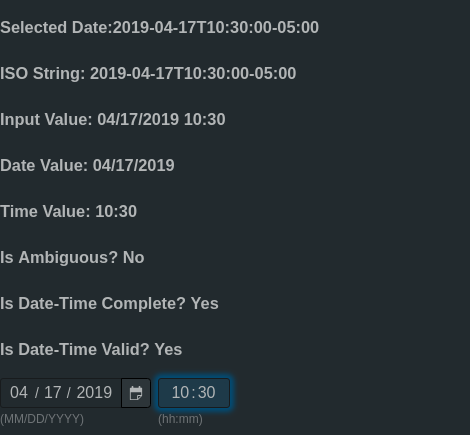 Selected Date:2019-04-17T10:30:00-05:00
ISO String: 2019-04-17T10:30:00-05:00
Input Value: 04/17/2019 10:30
Date Value: 04/17/2019
Time Value: 10:30
Is Ambiguous? No
Is Date-Time Complete? Yes
Is Date-Time Valid? Yes
04 / 17 / 2019 10:30
(MM/DD/YYYY) (hh:mm)